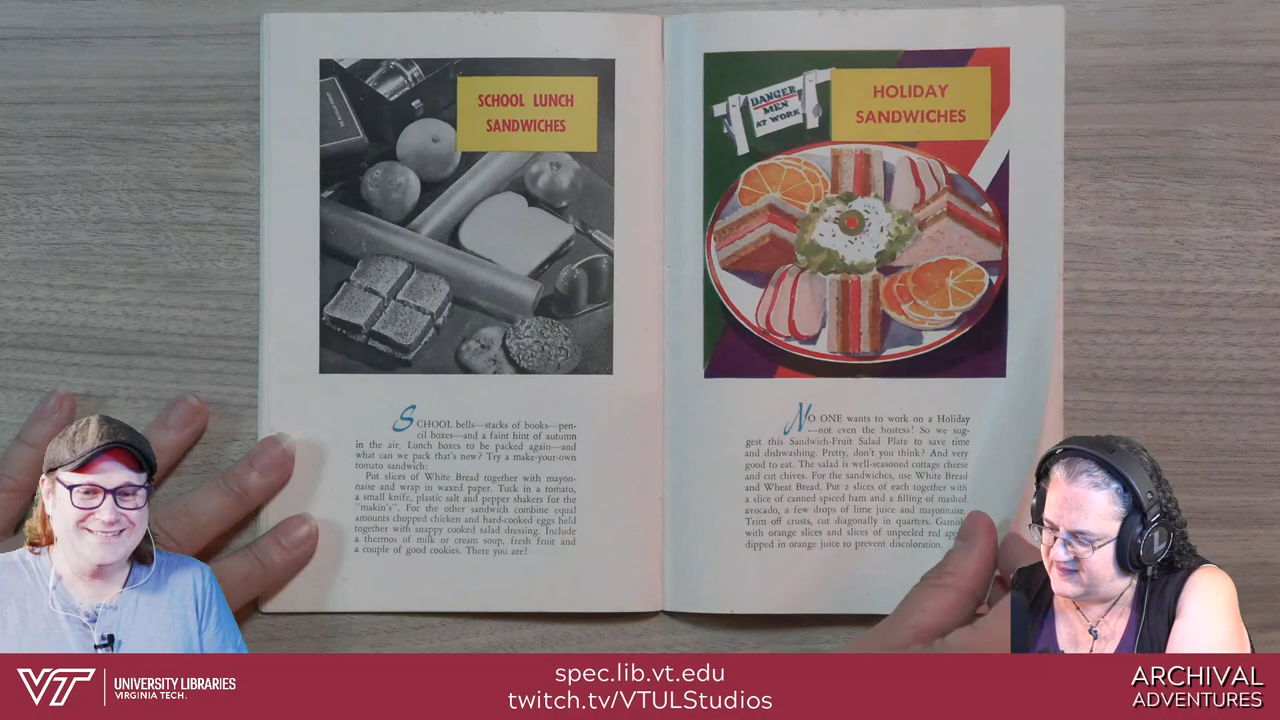 SCHOOL LUNCH
SANDWICHES
SCHOOL bells—stacks of books—pen-
cil boxes—and a faint hint of autumn
in the air. Lunch boxes to be packed again—and
what can we pack that's new? Try a make-your-own
tomato sandwich:
Put slices of White Bread together with mayon-
naise and wrap in waxed paper. Tuck in a tomato,
a small knife, plastic salt and pepper shakers for the
"makin's". For the other sandwich combine equal
amounts chopped chicken and hard-cooked eggs held
together with snappy cooked salad dressing. Include
a thermos of milk or cream soup, fresh fruit and
a couple of good cookies. There you are!
DANGER
MEN
AT WORK
HOLIDAY
SANDWICHES
NO ONE wants to work on a Holiday
—not even the hostess! So we sug-
gest this Sandwich-Fruit Salad Plate to save time
and dishwashing. Pretty, don't you think? And very
good to eat. The salad is well-seasoned cottage cheese
and cut chives. For the sandwiches, use White Bread
and Wheat Bread. Put 2 slices of each together with
a slice of canned spiced ham and a filling of mashed
avocado, a few drops of lime juice and mayonnaise.
Trim off crusts, cut diagonally in quarters.
with orange slices and slices of unpeeled red
dipped in orange juice to prevent discoloration.
VT UNIVERSITY LIBRARIES
VIRGINIA TECH.
spec.lib.vt.edu
twitch.tv/VTULStudios
ARCHIVAL
ADVENTURES